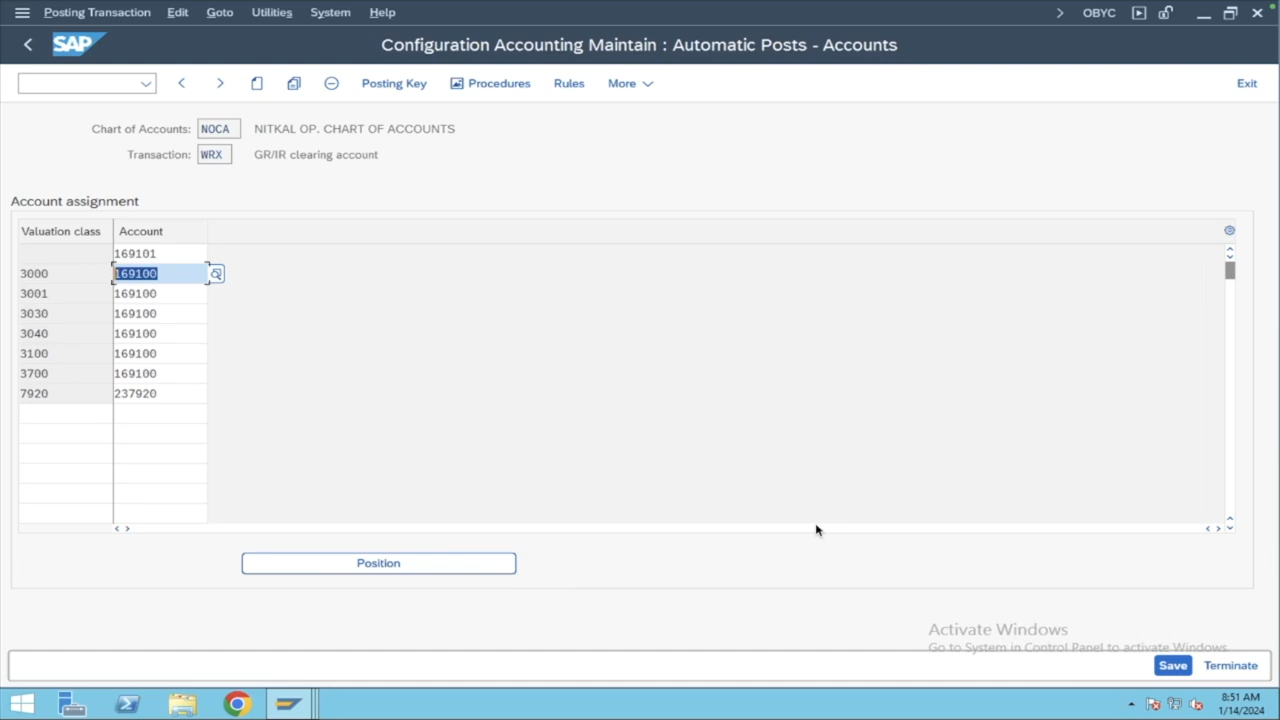 Posting Transaction Edit Goto Utilities System Help OBYC
SAP Configuration Accounting Maintain : Automatic Posts - Accounts
Posting Key Procedures Rules More Exit
Chart of Accounts: NOCA NITKAL OP. CHART OF ACCOUNTS
Transaction: WRX GR/IR clearing account
Account assignment
Valuation class Account
169101
3000 169100
3001 169100
3030 169100
3040 169100
3100 169100
3700 169100
7920 237920
Position
Activate Windows
Go to System in Control Panel to activate Windows.
Save Terminate
8:51 AM
1/14/2024